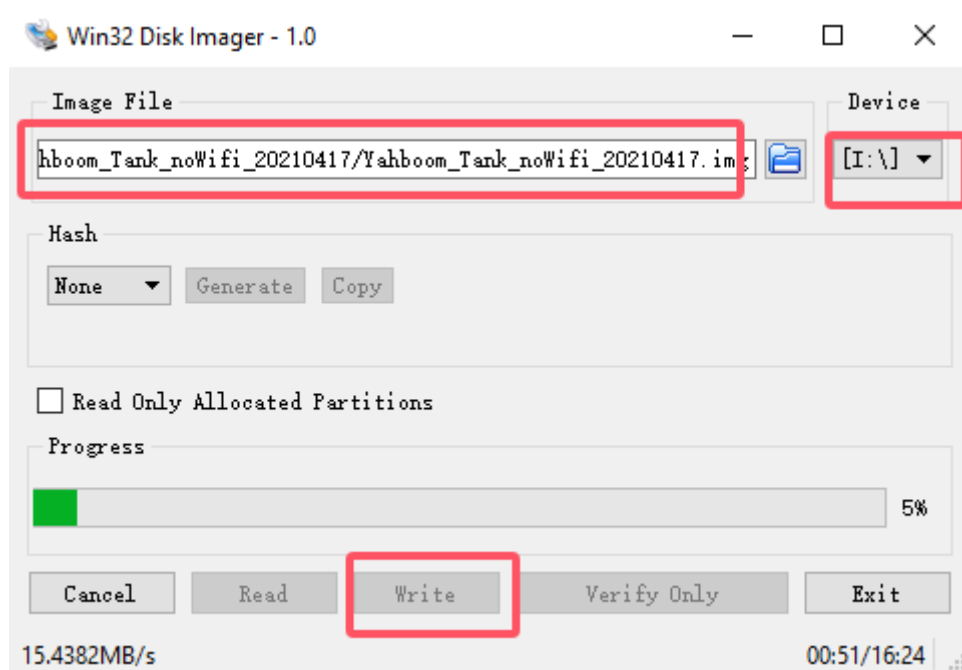 Win32 Disk Imager - 1.0
Image File
Device
hboom_Tank_noWifi_20210417/Yahboom_Tank_noWifi_20210417.img
[I:\]
Hash
None
Generate
Copy
Read Only Allocated Partitions
Progress
5%
Cancel
Read
Write
Verify Only
Exit
15.4382MB/s
00:51/16:24